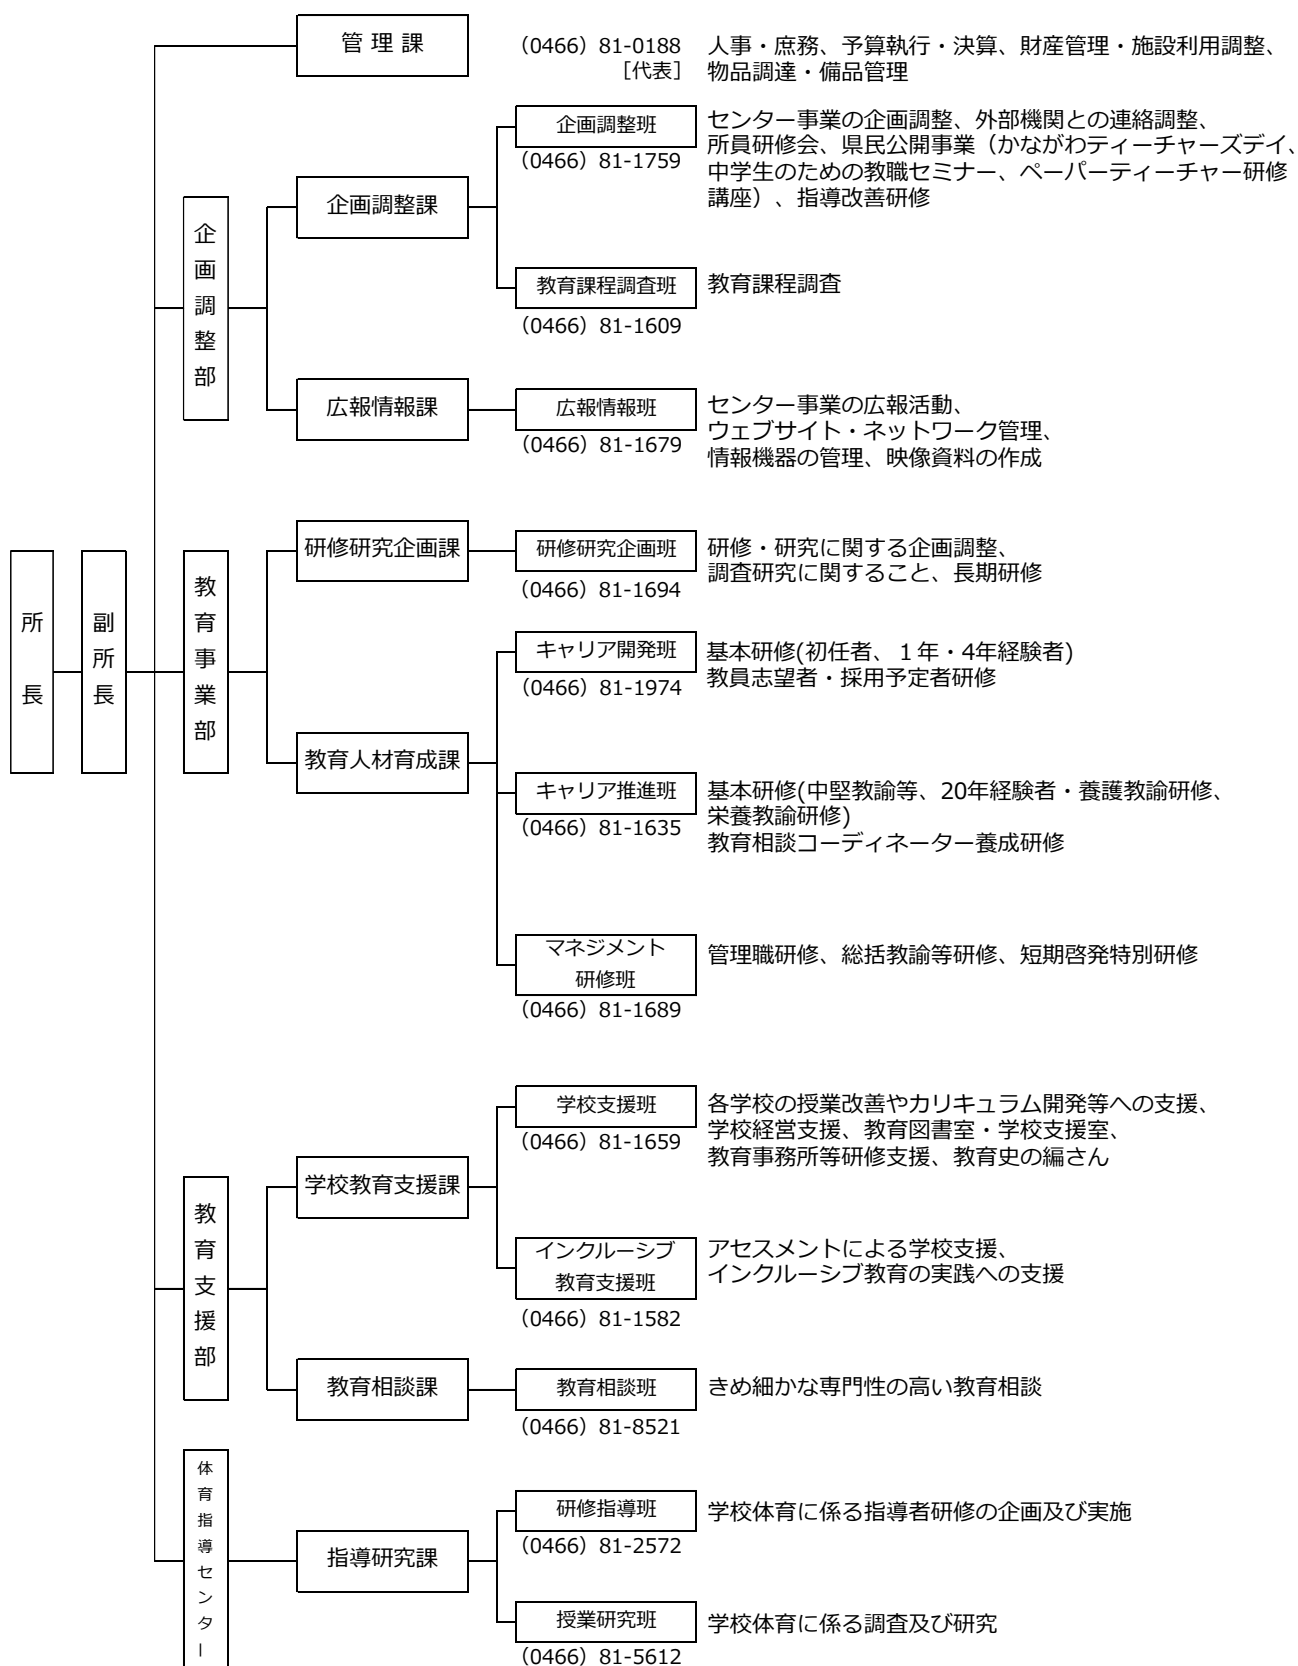 所長
副所長
管理課
(0466) 81-0188
[代表]
人事・庶務、予算執行・決算、財産管理・施設利用調整、
物品調達・備品管理
企画調整部
企画調整課
企画調整班
(0466) 81-1759
センター事業の企画調整、外部機関との連絡調整、
所員研修会、県民公開事業（かながわティーチャーズデイ、
中学生のための教職セミナー、ペーパーティーチャー研修
講座）、指導改善研修
教育課程調査班
(0466) 81-1609
教育課程調査
広報情報課
広報情報班
(0466) 81-1679
センター事業の広報活動、
ウェブサイト・ネットワーク管理、
情報機器の管理、映像資料の作成
教育事業部
研修研究企画課
研修研究企画班
(0466) 81-1694
研修・研究に関する企画調整、
調査研究に関すること、長期研修
教育人材育成課
キャリア開発班
(0466) 81-1974
基本研修(初任者、１年・4年経験者)
教員志望者・採用予定者研修
キャリア推進班
(0466) 81-1635
基本研修(中堅教諭等、20年経験者・養護教諭研修、
栄養教諭研修)
教育相談コーディネーター養成研修
マネジメント
研修班
(0466) 81-1689
管理職研修、総括教諭等研修、短期啓発特別研修
教育支援部
学校教育支援課
学校支援班
(0466) 81-1659
各学校の授業改善やカリキュラム開発等への支援、
学校経営支援、教育図書室・学校支援室、
教育事務所等研修支援、教育史の編さん
インクルーシブ
教育支援班
(0466) 81-1582
アセスメントによる学校支援、
インクルーシブ教育の実践への支援
教育相談課
教育相談班
(0466) 81-8521
きめ細かな専門性の高い教育相談
体育指導センター
指導研究課
研修指導班
(0466) 81-2572
学校体育に係る指導者研修の企画及び実施
授業研究班
(0466) 81-5612
学校体育に係る調査及び研究